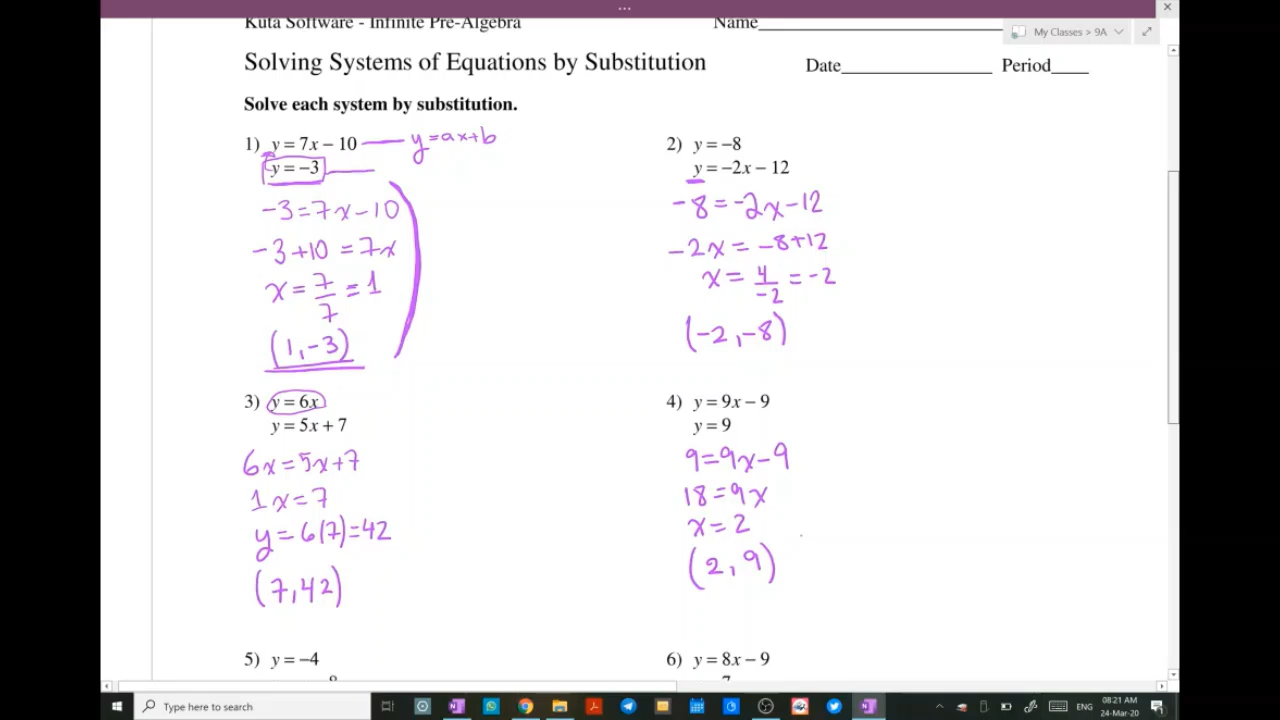 Kuta Software - Infinite Pre-Algebra Name
My Classes > 9A
Solving Systems of Equations by Substitution Date Period
Solve each system by substitution.
1) y = 7x − 10 y=ax+b
y = −3
-3=7x-10
-3+10=7x
x=7/7=1
(1,-3)
2) y = −8
y = −2x − 12
-8=-2x-12
-2x=-8+12
x=4/-2=-2
(-2,-8)
3) y = 6x
y = 5x + 7
6x=5x+7
1x=7
y=6(7)=42
(7,42)
4) y = 9x − 9
y = 9
9=9x-9
18=9x
x=2
(2,9)
5) y = −4
6) y = 8x − 9
Type here to search
08:21 AM
24-Mar-20